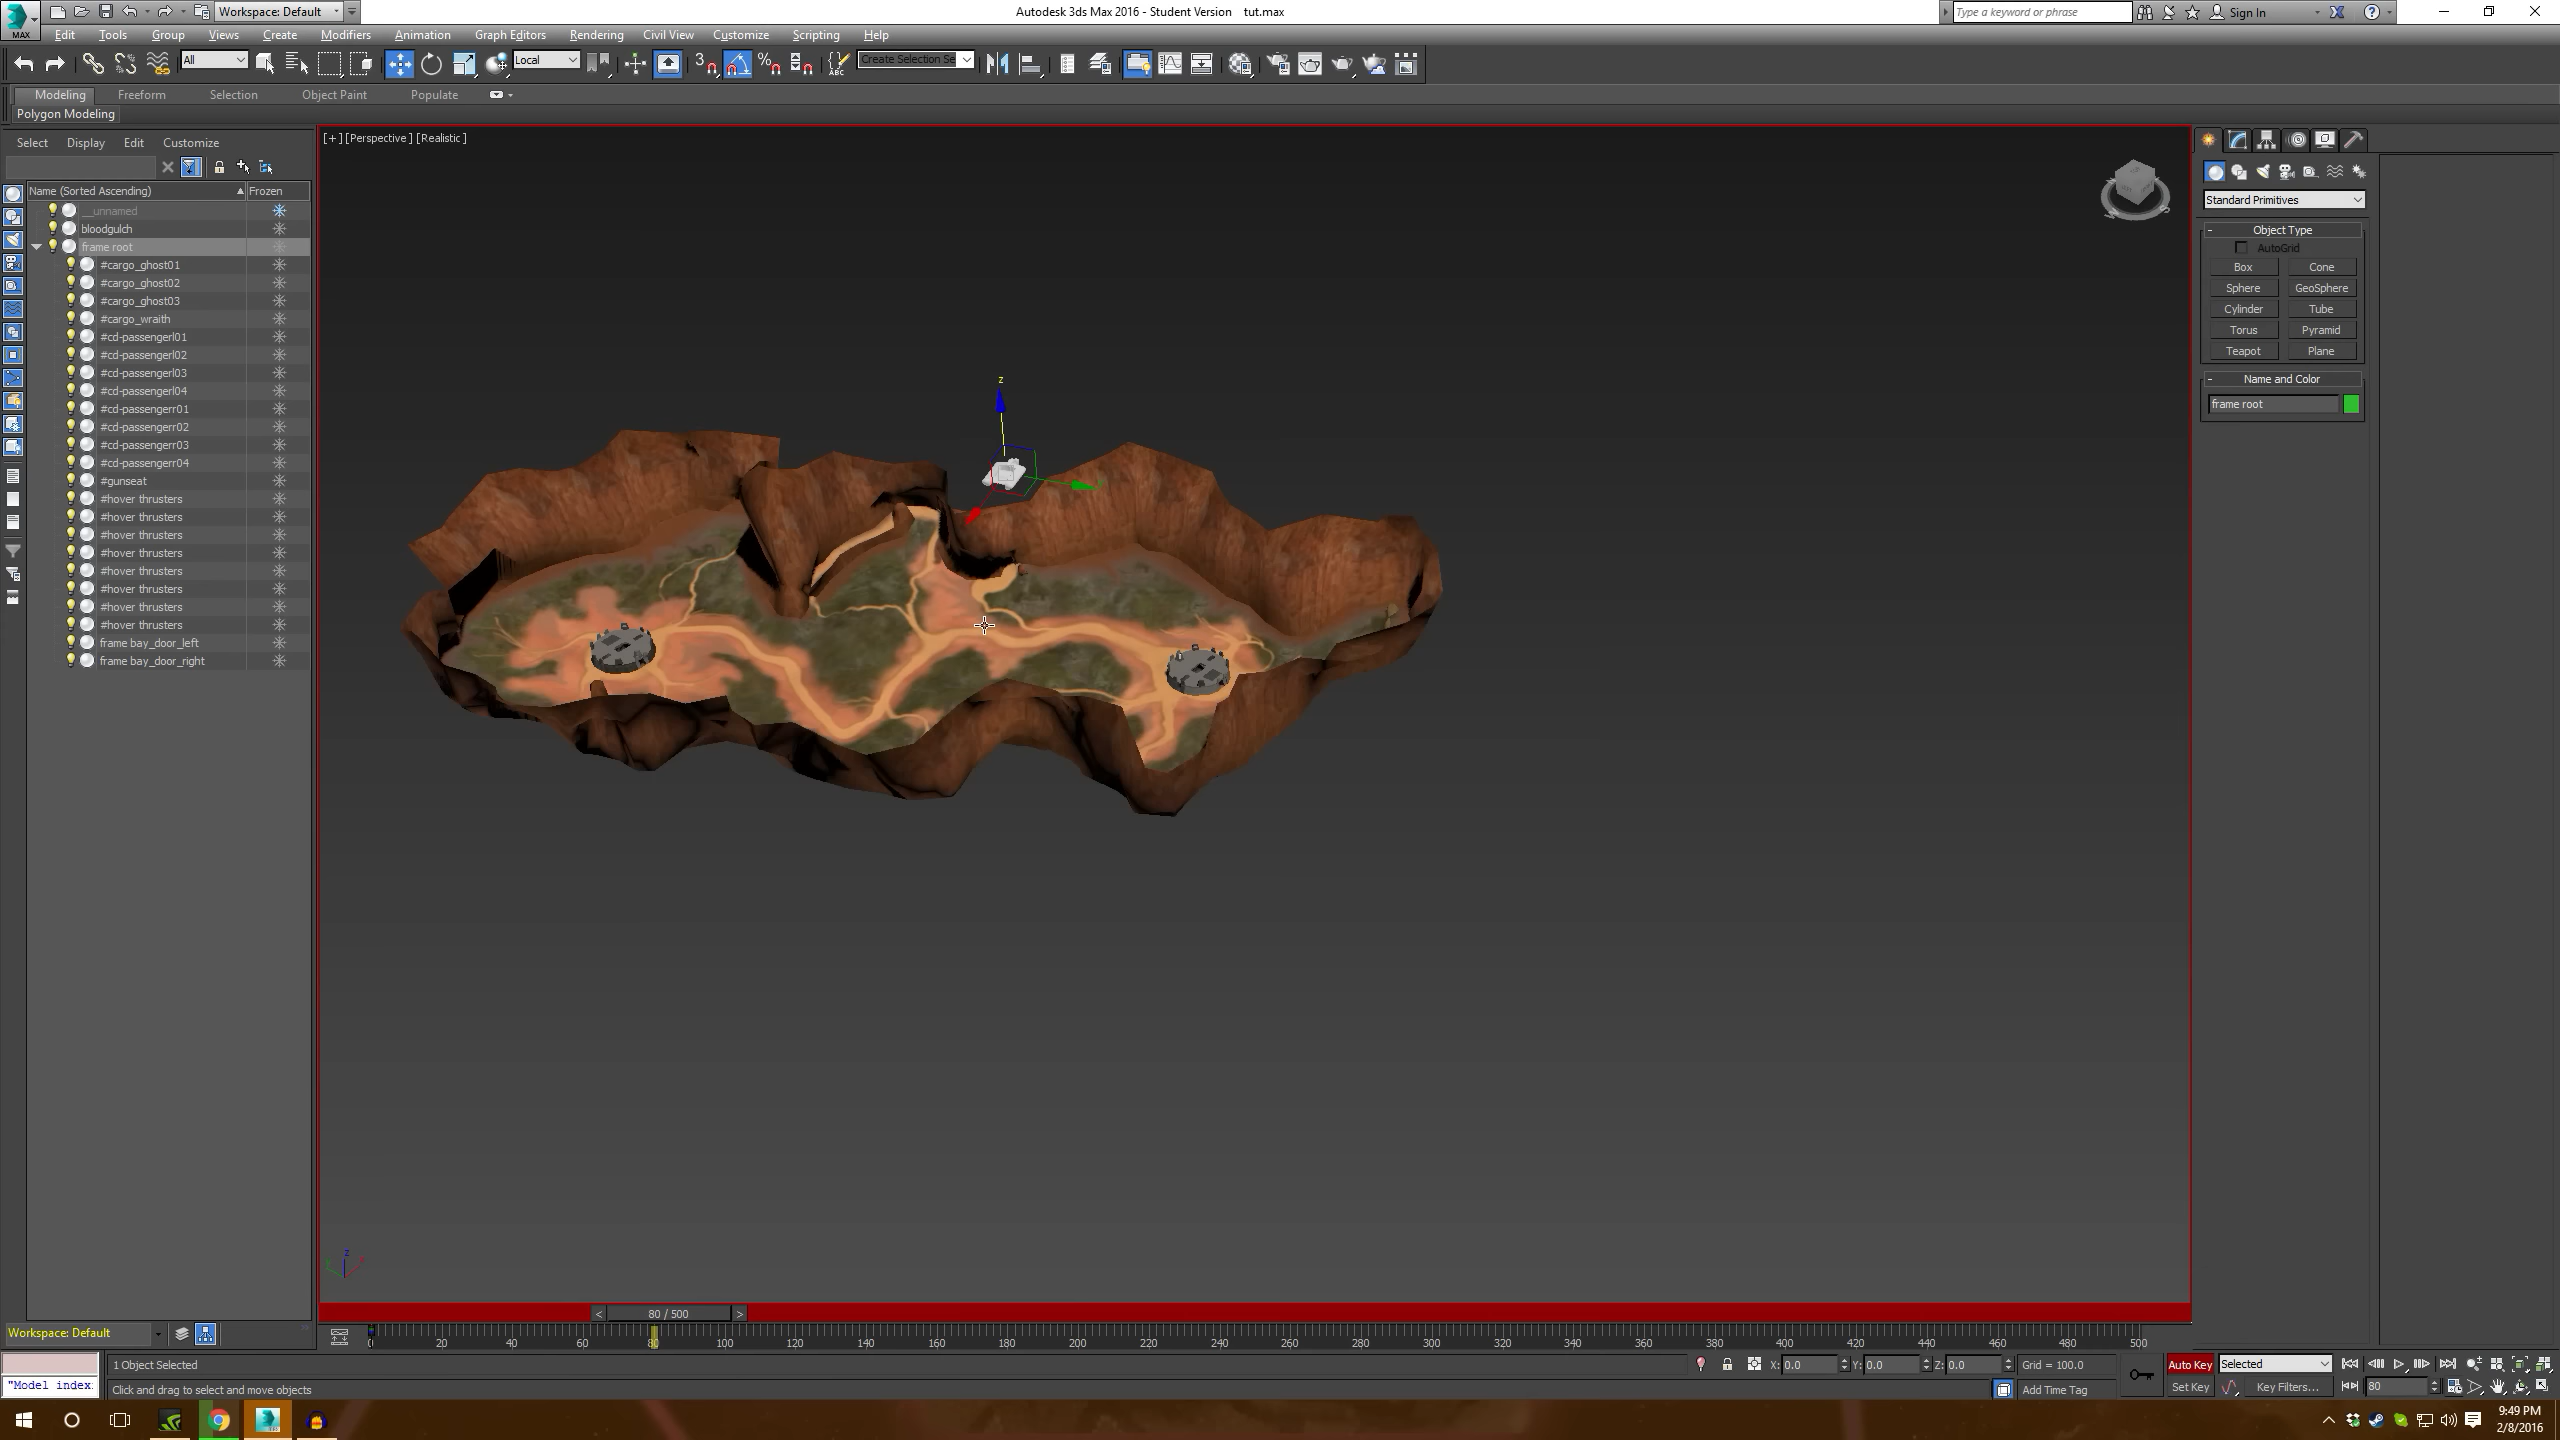 Workspace: Default
Autodesk 3ds Max 2016 - Student Version tut.max
Type a keyword or phrase
Sign In
MAX
Edit Tools Group Views Create Modifiers Animation Graph Editors Rendering Civil View Customize Scripting Help
All
Local
Create Selection Se
Modeling Freeform Selection Object Paint Populate
Polygon Modeling
Select Display Edit Customize
[+] [Perspective] [Realistic]
Name (Sorted Ascending) Frozen
__unnamed
bloodgulch
frame root
#cargo_ghost01
#cargo_ghost02
#cargo_ghost03
#cargo_wraith
#cd-passengerl01
#cd-passengerl02
#cd-passengerl03
#cd-passengerl04
#cd-passengerr01
#cd-passengerr02
#cd-passengerr03
#cd-passengerr04
#gunseat
#hover thrusters
#hover thrusters
#hover thrusters
#hover thrusters
#hover thrusters
#hover thrusters
#hover thrusters
#hover thrusters
frame bay_door_left
frame bay_door_right
z
Standard Primitives
- Object Type
AutoGrid
Box Cone
Sphere GeoSphere
Cylinder Tube
Torus Pyramid
Teapot Plane
- Name and Color
frame root
z
< 80 / 500 >
Workspace: Default
0 20 40 60 80 100 120 140 160 180 200 220 240 260 280 300 320 340 360 380 400 420 440 460 480 500
1 Object Selected
X: 0.0 Y: 0.0 Z: 0.0 Grid = 100.0
Auto Key Selected
"Model index:
Click and drag to select and move objects
Add Time Tag
Set Key Key Filters... 80
9:49 PM
2/8/2016